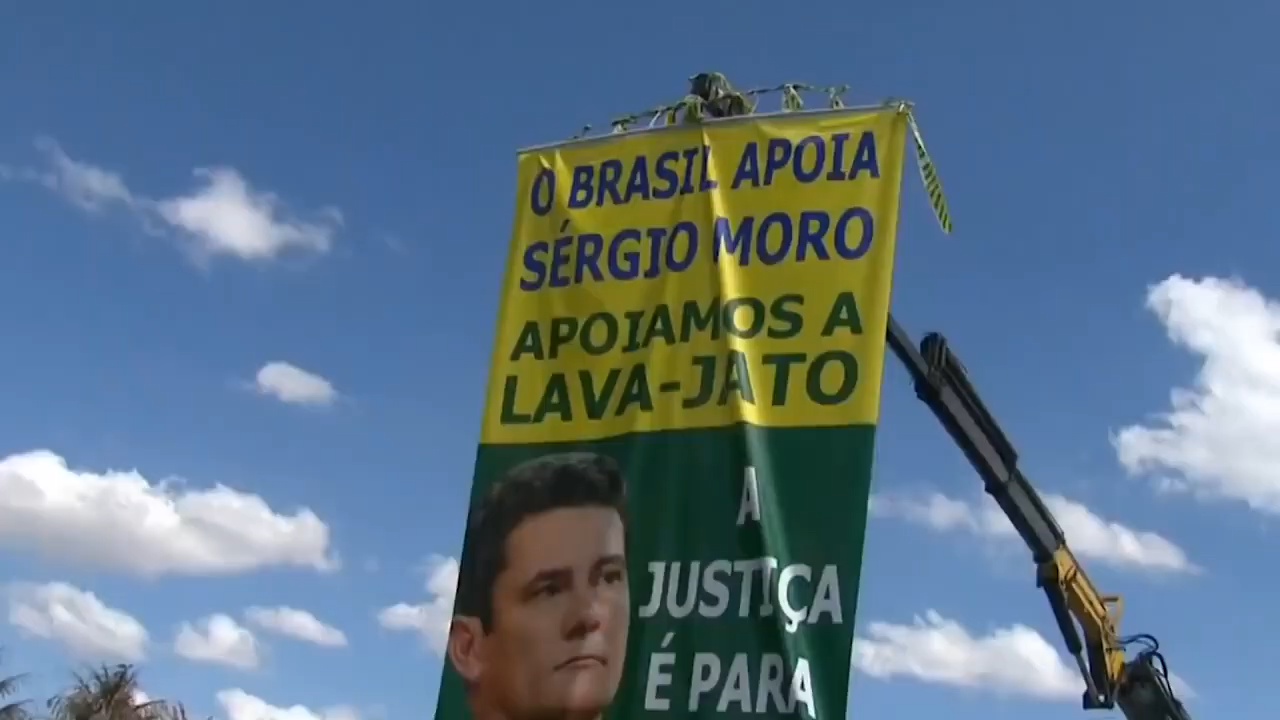 O BRASIL APOIA
SÉRGIO MORO
APOIAMOS A
LAVA-JATO
A
JUSTIÇA
É PARA